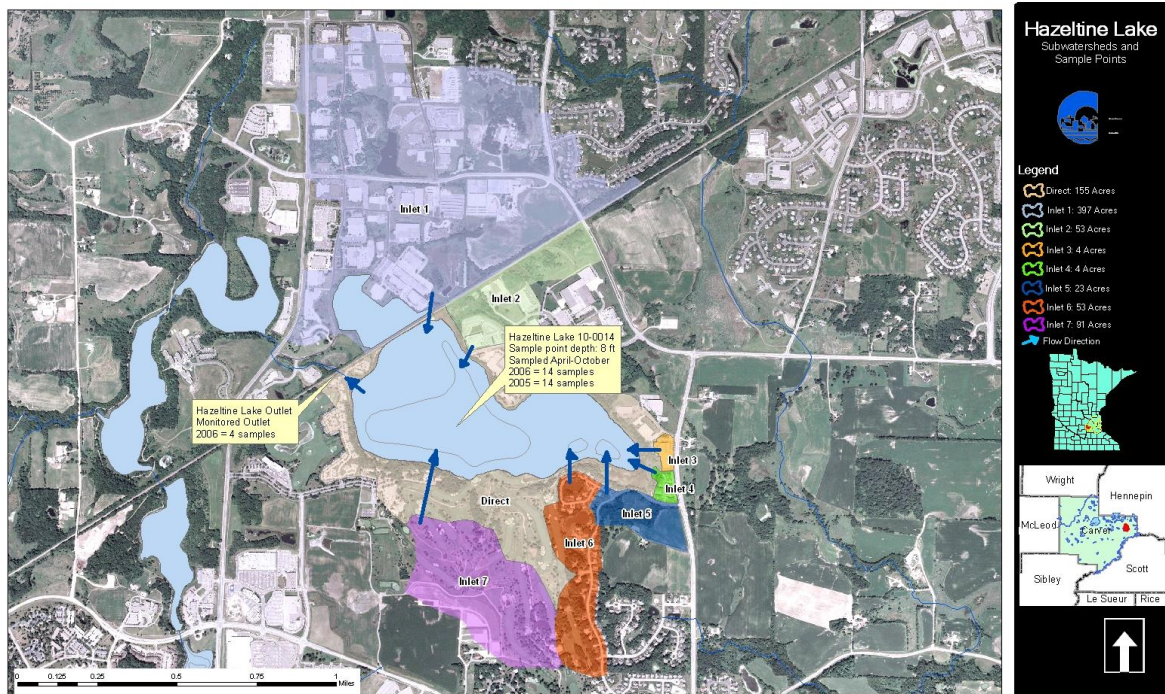 Inlet 1
Inlet 2
Hazeltine Lake 10-0014
Sample point depth: 8 ft
Sampled April-October
2006 = 14 samples
2005 = 14 samples
Hazeltine Lake Outlet
Monitored Outlet
2006 = 4 samples
Inlet 3
Inlet 4
Direct
Inlet 5
Inlet 6
Inlet 7
0 0.125 0.25 0.5 0.75 1
Miles
Hazeltine Lake
Subwatersheds and
Sample Points
Legend
Direct: 155 Acres
Inlet 1: 397 Acres
Inlet 2: 53 Acres
Inlet 3: 4 Acres
Inlet 4: 4 Acres
Inlet 5: 23 Acres
Inlet 6: 53 Acres
Inlet 7: 91 Acres
Flow Direction
Wright
Hennepin
McLeod
Carver
Scott
Sibley
Le Sueur
Rice